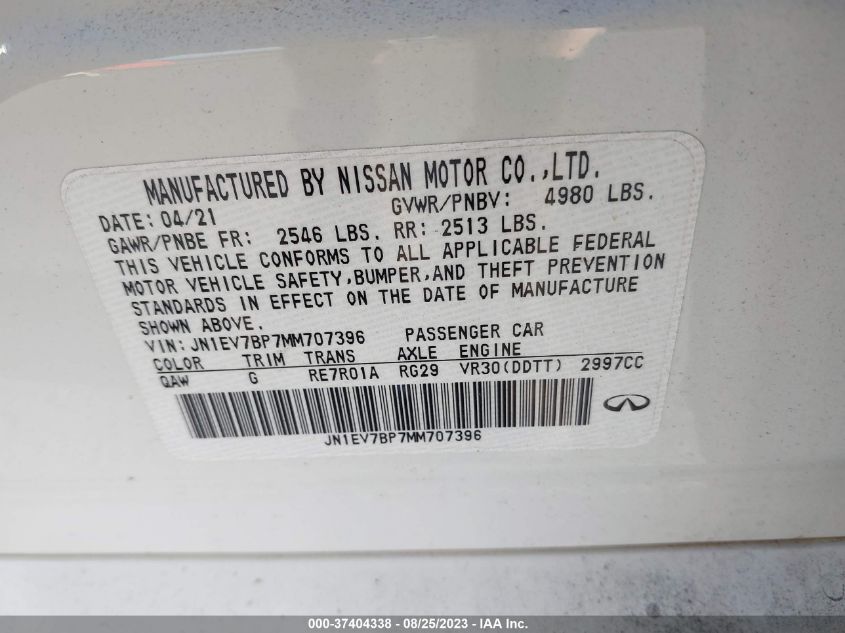 MANUFACTURED BY NISSAN MOTOR CO.,LTD.
DATE: 04/21 GVWR/PNBV: 4980 LBS.
GAWR/PNBE FR: 2546 LBS. RR: 2513 LBS.
THIS VEHICLE CONFORMS TO ALL APPLICABLE FEDERAL
MOTOR VEHICLE SAFETY,BUMPER,AND THEFT PREVENTION
STANDARDS IN EFFECT ON THE DATE OF MANUFACTURE
SHOWN ABOVE.
VIN: JN1EV7BP7MM707396 PASSENGER CAR
COLOR TRIM TRANS AXLE ENGINE
QAW G RE7R01A RG29 VR30(DDTT) 2997CC
JN1EV7BP7MM707396
000-37404338 - 08/25/2023 - © IAA Inc.